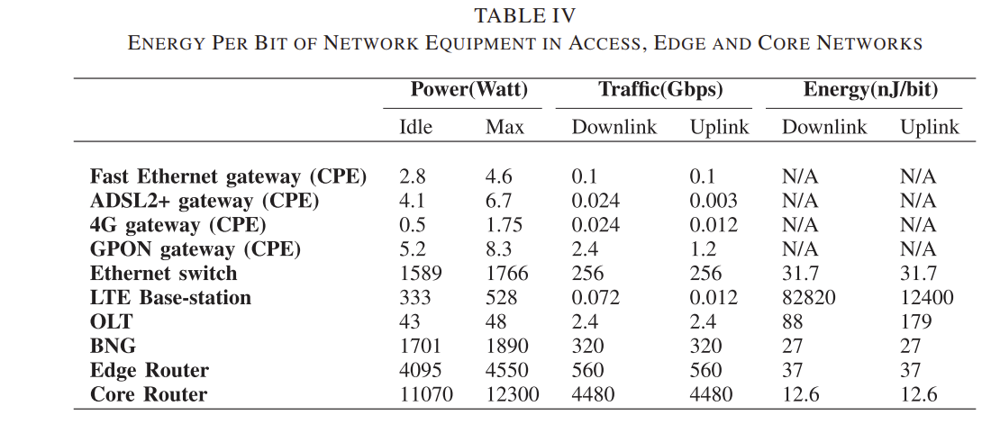 TABLE IV
ENERGY PER BIT OF NETWORK EQUIPMENT IN ACCESS, EDGE AND CORE NETWORKS
Power(Watt) Traffic(Gbps) Energy(nJ/bit)
Idle Max Downlink Uplink Downlink Uplink
Fast Ethernet gateway (CPE) 2.8 4.6 0.1 0.1 N/A N/A
ADSL2+ gateway (CPE) 4.1 6.7 0.024 0.003 N/A N/A
4G gateway (CPE) 0.5 1.75 0.024 0.012 N/A N/A
GPON gateway (CPE) 5.2 8.3 2.4 1.2 N/A N/A
Ethernet switch 1589 1766 256 256 31.7 31.7
LTE Base-station 333 528 0.072 0.012 82820 12400
OLT 43 48 2.4 2.4 88 179
BNG 1701 1890 320 320 27 27
Edge Router 4095 4550 560 560 37 37
Core Router 11070 12300 4480 4480 12.6 12.6